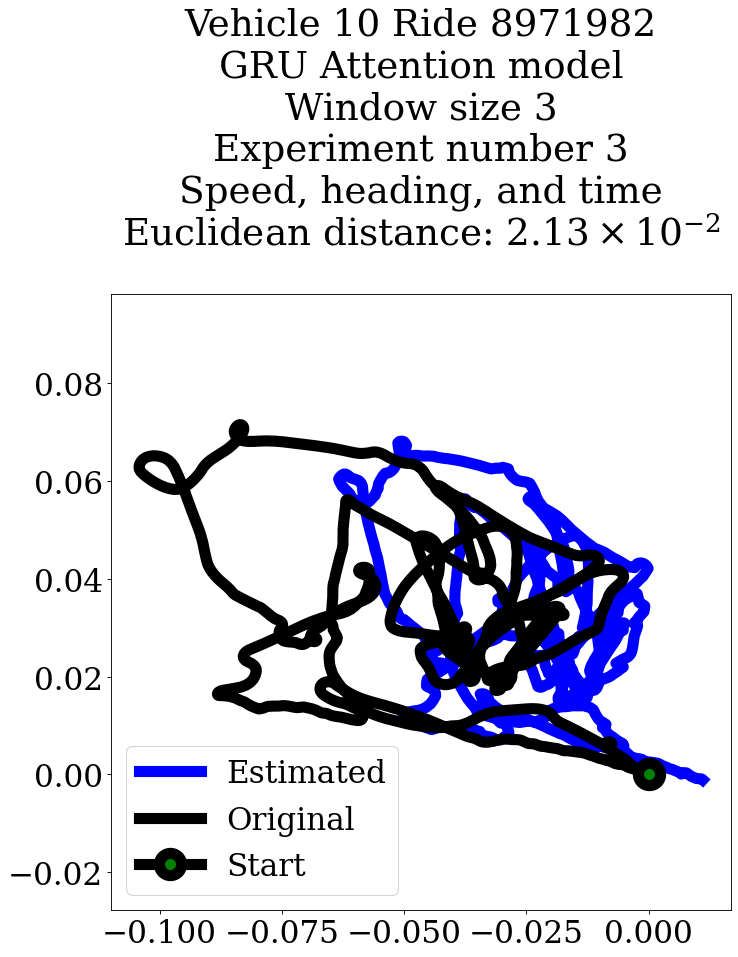 Vehicle 10 Ride 8971982
GRU Attention model
Window size 3
Experiment number 3
Speed, heading, and time
Euclidean distance: 2.13 × 10⁻²
0.08
0.06
0.04
0.02
0.00
−0.02
Estimated
Original
Start
−0.100 −0.075 −0.050 −0.025 0.000